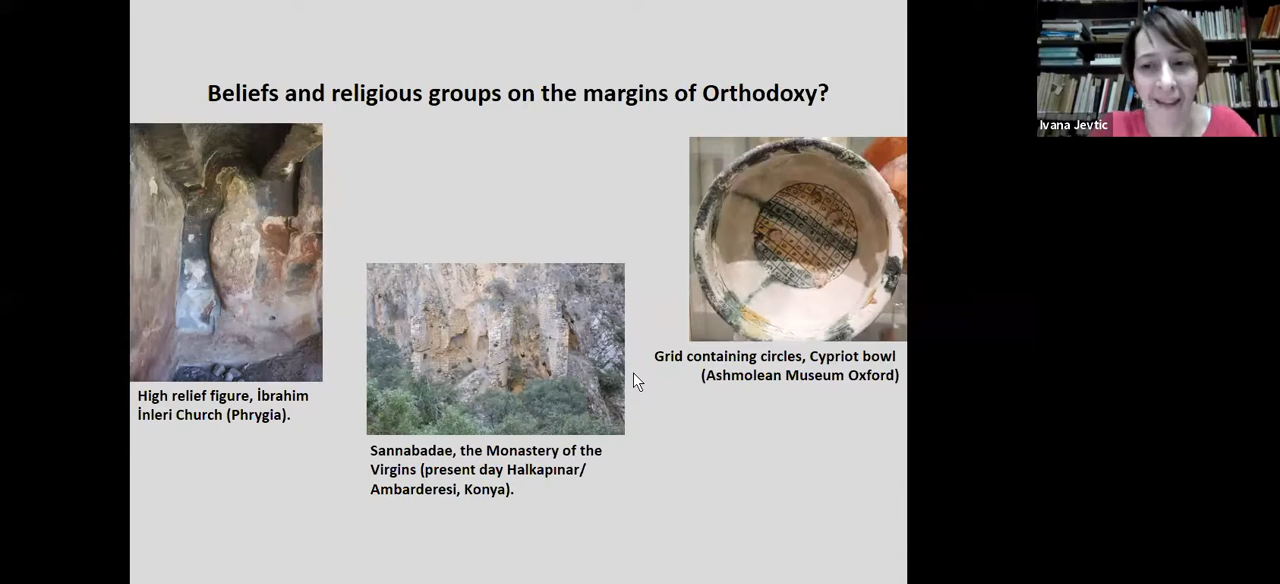 Beliefs and religious groups on the margins of Orthodoxy?
Ivana Jevtic
High relief figure, İbrahim
İnleri Church (Phrygia).
Sannabadae, the Monastery of the
Virgins (present day Halkapınar/
Ambarderesi, Konya).
Grid containing circles, Cypriot bowl
(Ashmolean Museum Oxford)